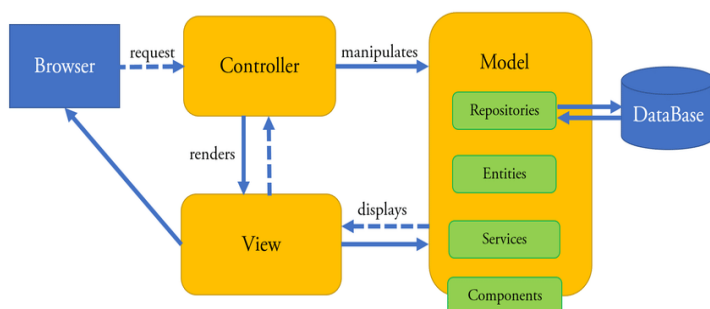 Browser
request
Controller
manipulates
Model
Repositories
DataBase
renders
Entities
displays
View
Services
Components